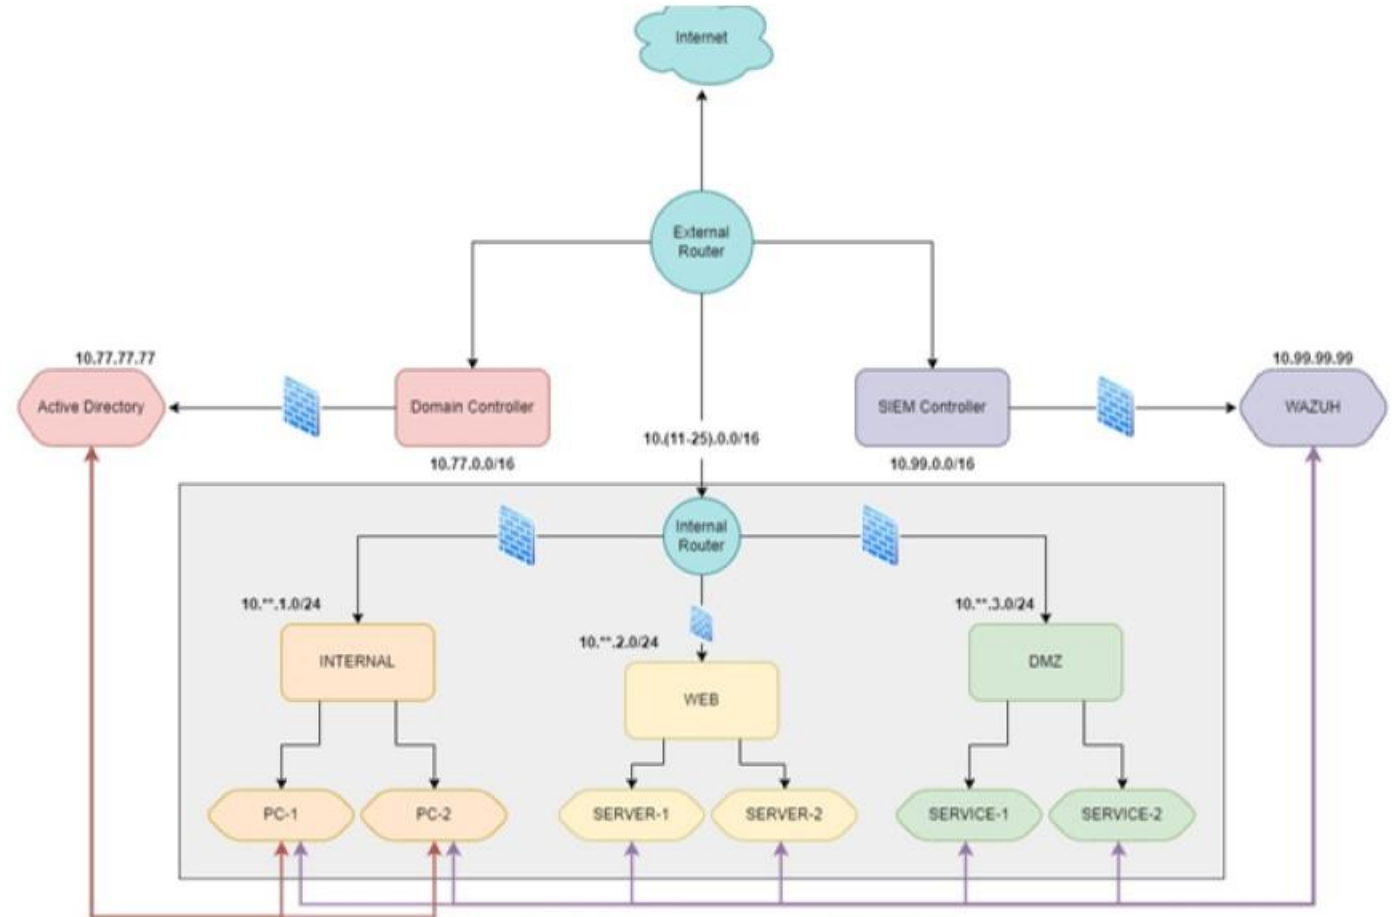 Internet
External
Router
10.77.77.77
10.99.99.99
Active Directory
Domain Controller
SIEM Controller
WAZUH
10.(11-25).0.0/16
10.77.0.0/16
10.99.0.0/16
Internal
Router
10.**.1.0/24
10.**.3.0/24
10.**.2.0/24
INTERNAL
DMZ
WEB
PC-1
PC-2
SERVER-1
SERVER-2
SERVICE-1
SERVICE-2